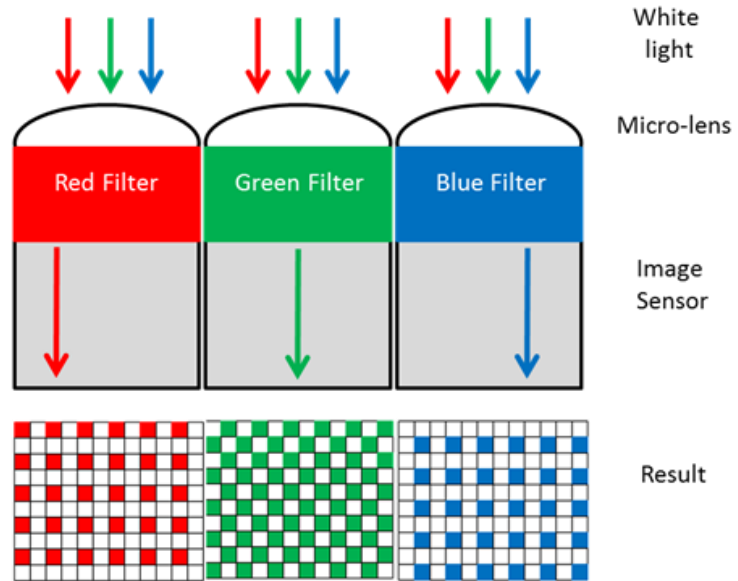 White
light
Micro-lens
Red Filter
Green Filter
Blue Filter
Image
Sensor
Result